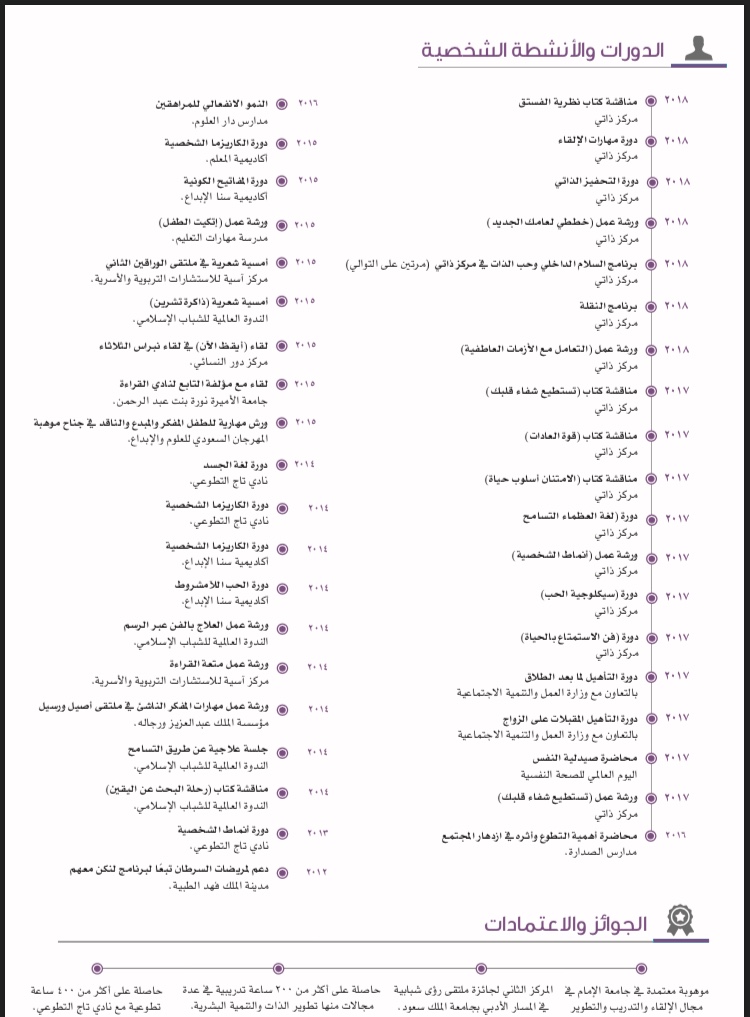 الدورات والأنشطة الشخصية
٢٠١٨ مناقشة كتاب نظرية الفستق
مركز ذاتي
٢٠١٨ دورة مهارات الإلقاء
مركز ذاتي
٢٠١٨ دورة التحفيز الذاتي
مركز ذاتي
٢٠١٨ ورشة عمل (خططي لعامك الجديد )
مركز ذاتي
٢٠١٨ برنامج السلام الداخلي وحب الذات في مركز ذاتي (مرتين على التوالي)
مركز ذاتي
٢٠١٨ برنامج النقلة
مركز ذاتي
٢٠١٨ ورشة عمل (التعامل مع الأزمات العاطفية)
مركز ذاتي
٢٠١٧ مناقشة كتاب (تستطيع شفاء قلبك )
مركز ذاتي
٢٠١٧ مناقشة كتاب (قوة العادات )
مركز ذاتي
٢٠١٧ مناقشة كتاب (الامتنان أسلوب حياة)
مركز ذاتي
٢٠١٧ دورة (لغة العظماء التسامح
مركز ذاتي
٢٠١٧ ورشة عمل (أنماط الشخصية )
مركز ذاتي
٢٠١٧ دورة (سيكلوجية الحب)
مركز ذاتي
٢٠١٧ دورة (فن الاستمتاع بالحياة)
مركز ذاتي
٢٠١٧ دورة التأهيل لما بعد الطلاق
بالتعاون مع وزارة العمل والتنمية الاجتماعية
٢٠١٧ دورة التأهيل المقبلات على الزواج
بالتعاون مع وزارة العمل والتنمية الاجتماعية
٢٠١٧ محاضرة صيدلية النفس
اليوم العالمي للصحة النفسية
٢٠١٧ ورشة عمل (تستطيع شفاء قلبك )
مركز ذاتي
٢٠١٦ محاضرة أهمية التطوع وأثره في ازدهار المجتمع
مدارس الصدارة.
٢٠١٦ النمو الانفعالي للمراهقين
مدارس دار العلوم.
٢٠١٥ دورة الكاريزما الشخصية
أكاديمية المعلم.
٢٠١٥ دورة المفاتيح الكونية
أكاديمية سنا الإبداع.
٢٠١٥ ورشة عمل (إتكيت الطفل)
مدرسة مهارات التعليم.
٢٠١٥ أمسية شعرية في ملتقى الوراقين الثاني
مركز آسية للاستشارات التربوية والأسرية.
٢٠١٥ أمسية شعرية (ذاكرة تشرين)
الندوة العالمية للشباب الإسلامي.
٢٠١٥ لقاء (أيقظ الآن) في لقاء نبراس الثلاثاء
مركز دور النسائي.
٢٠١٥ لقاء مع مؤلفة التابع لنادي القراءة
جامعة الأميرة نورة بنت عبد الرحمن.
٢٠١٥ ورش مهارية للطفل المفكر والمبدع والناقد في جناح موهبة
المهرجان السعودي للعلوم والإبداع.
٢٠١٤ دورة لغة الجسد
نادي تاج التطوعي.
٢٠١٤ دورة الكاريزما الشخصية
نادي تاج التطوعي.
٢٠١٤ دورة الكاريزما الشخصية
أكاديمية سنا الإبداع.
٢٠١٤ دورة الحب اللامشروط
أكاديمية سنا الإبداع.
٢٠١٤ ورشة عمل العلاج بالفن عبر الرسم
الندوة العالمية للشباب الإسلامي.
٢٠١٤ ورشة عمل متعة القراءة
مركز آسية للاستشارات التربوية والأسرية.
٢٠١٤ ورشة عمل مهارات المفكر الناشئ في ملتقى أصيل ورسيل
مؤسسة الملك عبدالعزيز ورجاله.
٢٠١٤ جلسة علاجية عن طريق التسامح
الندوة العالمية للشباب الإسلامي.
٢٠١٤ مناقشة كتاب (رحلة البحث عن اليقين)
الندوة العالمية للشباب الإسلامي.
٢٠١٣ دورة أنماط الشخصية
نادي تاج التطوعي.
٢٠١٢ دعم لمريضات السرطان تبعًا لبرنامج لنكن معهم
مدينة الملك فهد الطبية.
الجوائز والاعتمادات
موهوبة معتمدة في جامعة الإمام في
مجال الإلقاء والتدريب والتطوير
المركز الثاني لجائزة ملتقى رؤى شبابية
في المسار الأدبي بجامعة الملك سعود.
حاصلة على أكثر من ٢٠٠ ساعة تدريبية في عدة
مجالات منها تطوير الذات والتنمية البشرية.
حاصلة على أكثر من ٤٠٠ ساعة
تطوعية مع نادي تاج التطوعي.